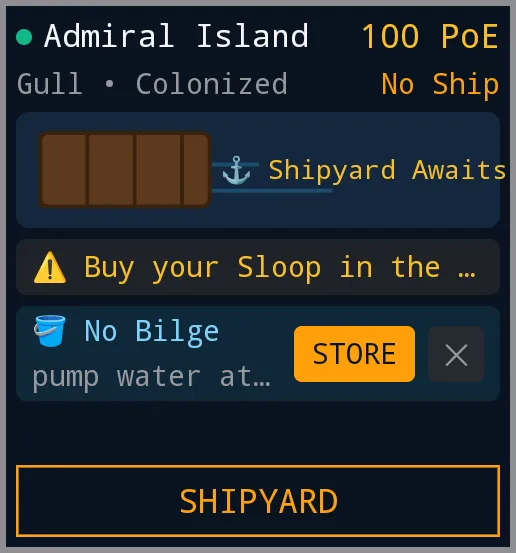 Admiral Island 100 PoE
Gull • Colonized No Ship
⚓ Shipyard Awaits
⚠️ Buy your Sloop in the …
🪣 No Bilge
pump water at…
STORE
SHIPYARD